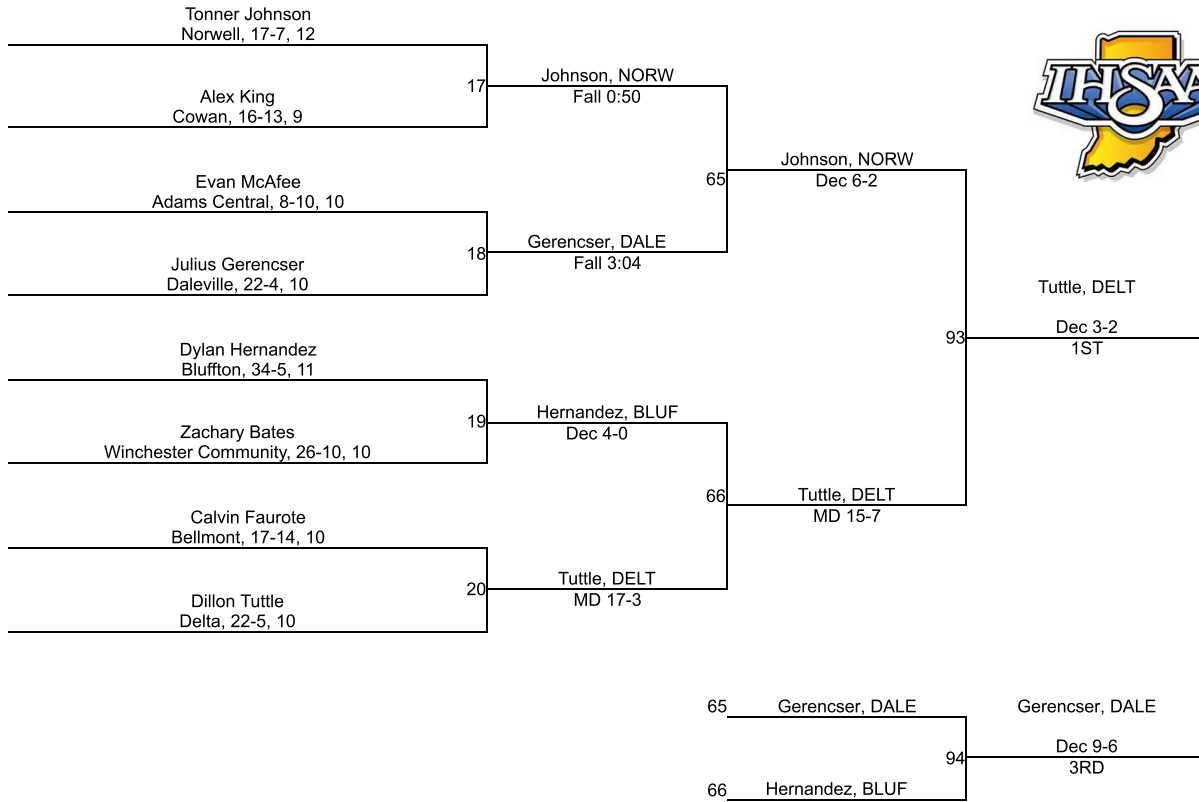 Tonner Johnson
Norwell, 17-7, 12
17
Alex King
Cowan, 16-13, 9
Johnson, NORW
Fall 0:50
IHSAA
Evan McAfee
Adams Central, 8-10, 10
18
Julius Gerencser
Daleville, 22-4, 10
Gerencser, DALE
Fall 3:04
65
Johnson, NORW
Dec 6-2
Dylan Hernandez
Bluffton, 34-5, 11
19
Zachary Bates
Winchester Community, 26-10, 10
Hernandez, BLUF
Dec 4-0
Calvin Faurote
Bellmont, 17-14, 10
20
Dillon Tuttle
Delta, 22-5, 10
Tuttle, DELT
MD 17-3
66
Tuttle, DELT
MD 15-7
93
Tuttle, DELT
Dec 3-2
1ST
65
Gerencser, DALE
66
Hernandez, BLUF
94
Gerencser, DALE
Dec 9-6
3RD